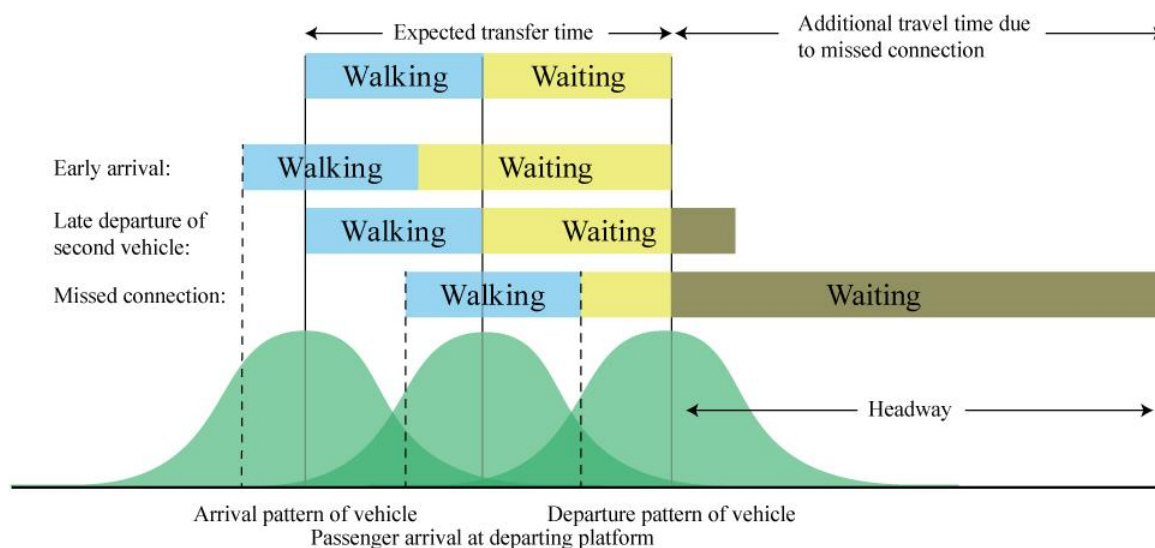 Expected transfer time
Additional travel time due
to missed connection
Walking
Waiting
Early arrival:
Walking
Waiting
Late departure of
second vehicle:
Walking
Waiting
Missed connection:
Walking
Waiting
Headway
Arrival pattern of vehicle
Departure pattern of vehicle
Passenger arrival at departing platform